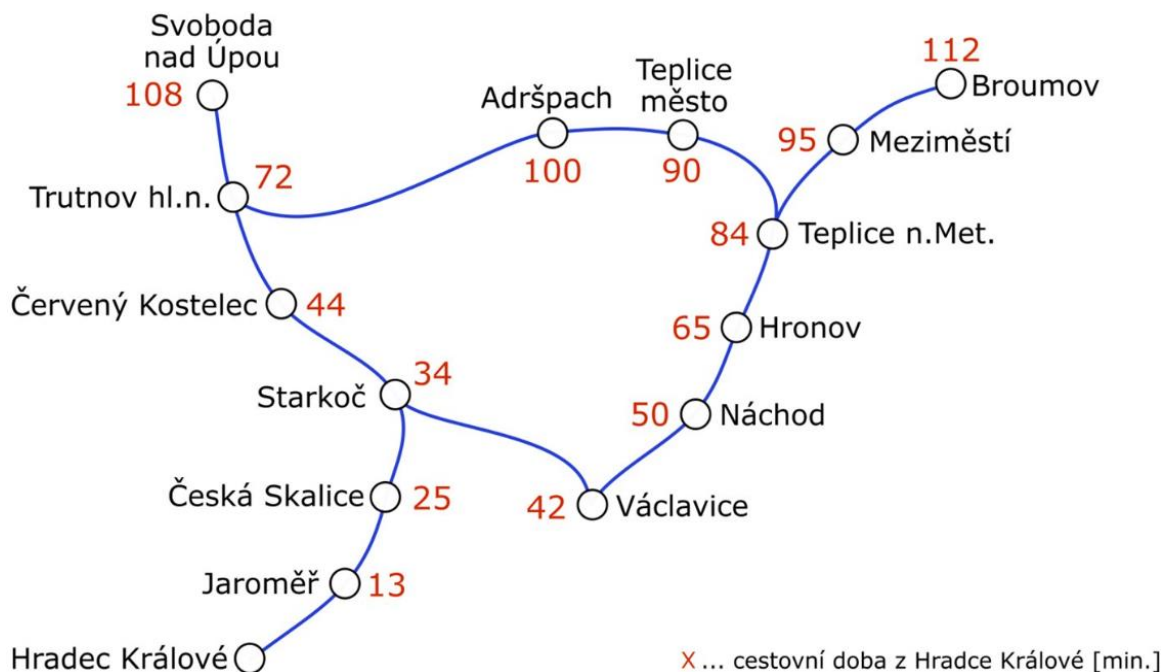 Svoboda
nad Úpou
108
Adršpach
100
Teplice
město
90
112
Broumov
95
Meziměstí
Trutnov hl.n.
72
84
Teplice n.Met.
Červený Kostelec
44
65
Hronov
Starkoč
34
50
Náchod
Česká Skalice
25
42
Václavice
Jaroměř
13
Hradec Králové
X ... cestovní doba z Hradce Králové [min.]